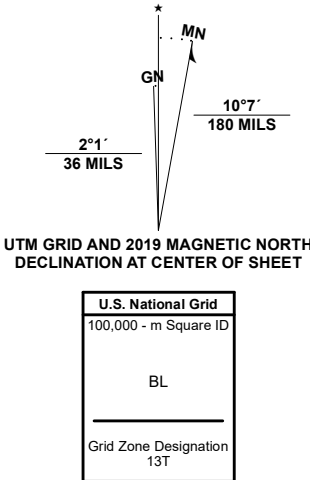 ★
MN
GN
10°7´
180 MILS
2°1´
36 MILS
UTM GRID AND 2019 MAGNETIC NORTH
DECLINATION AT CENTER OF SHEET
U.S. National Grid
100,000 - m Square ID
BL
Grid Zone Designation
13T